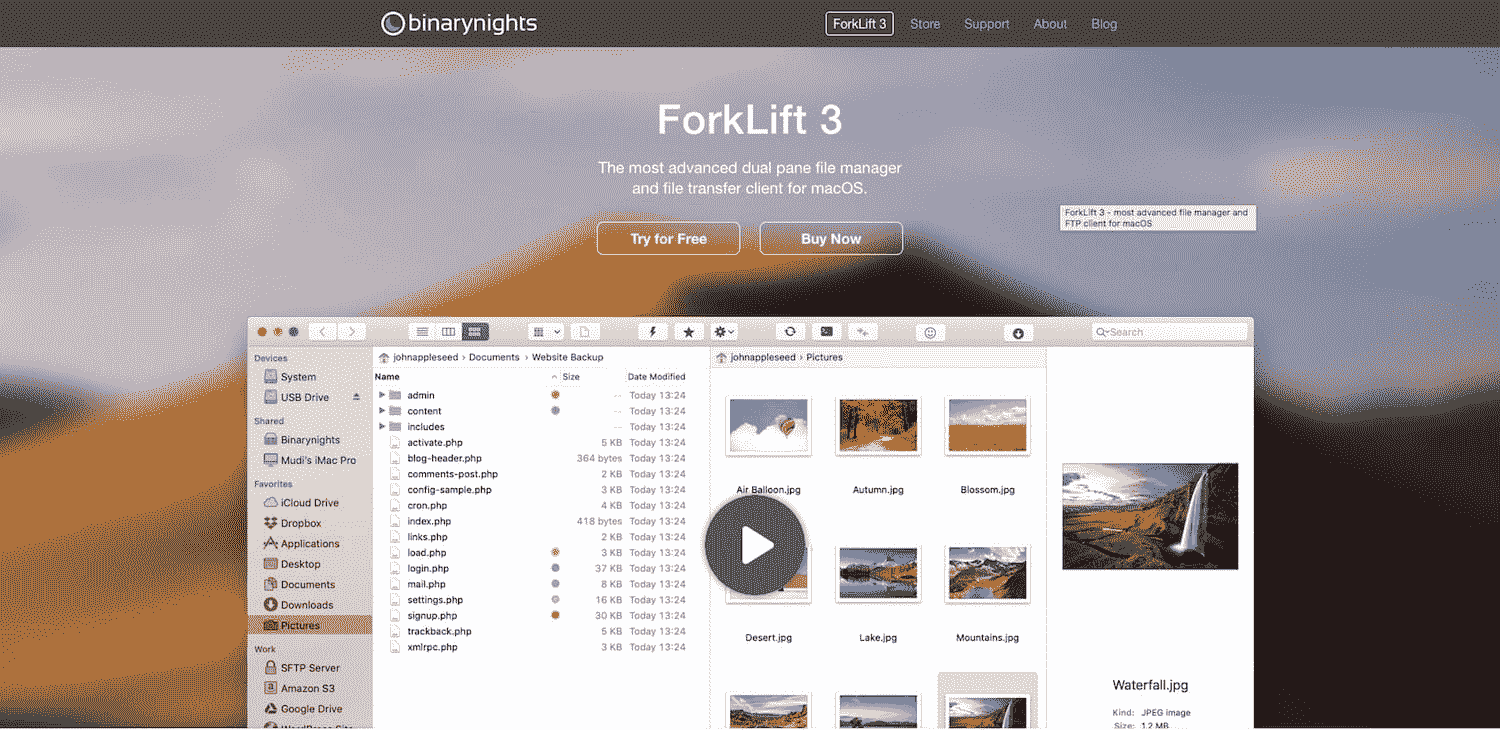 binarynights
ForkLift 3 Store Support About Blog
ForkLift 3
The most advanced dual pane file manager
and file transfer client for macOS.
Try for Free Buy Now
ForkLift 3 - most advanced file manager and
FTP client for macOS
Search
Devices
System
USB Drive
Shared
Binarynights
Mudi's iMac Pro
Favorites
iCloud Drive
Dropbox
Applications
Desktop
Documents
Downloads
Pictures
Work
SFTP Server
Amazon S3
Google Drive
WordPress Site
johnappleseed › Documents › Website Backup
Name Size Date Modified
admin -- Today 13:24
content -- Today 13:24
includes -- Today 13:24
activate.php 5 KB Today 13:24
blog-header.php 364 bytes Today 13:24
comments-post.php 2 KB Today 13:24
config-sample.php 3 KB Today 13:24
cron.php 4 KB Today 13:24
index.php 418 bytes Today 13:24
links.php 2 KB Today 13:24
load.php 3 KB Today 13:24
login.php 37 KB Today 13:24
mail.php 8 KB Today 13:24
settings.php 16 KB Today 13:24
signup.php 30 KB Today 13:24
trackback.php 5 KB Today 13:24
xmlrpc.php 3 KB Today 13:24
johnappleseed › Pictures
Air Balloon.jpg Autumn.jpg Blossom.jpg
Desert.jpg Lake.jpg Mountains.jpg
Waterfall.jpg
Kind: JPEG image
Size: 1.2 MB